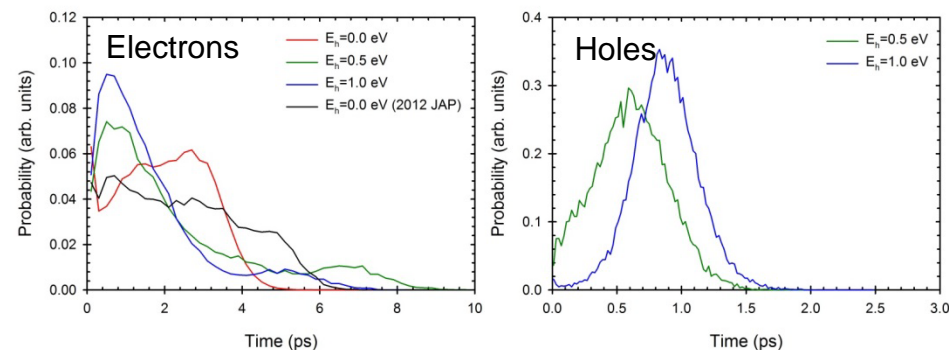 Electrons
E_h=0.0 eV
E_h=0.5 eV
E_h=1.0 eV
E_h=0.0 eV (2012 JAP)
Probability (arb. units)
0.12
0.10
0.08
0.06
0.04
0.02
0.00
0 2 4 6 8 10
Time (ps)
Holes
E_h=0.5 eV
E_h=1.0 eV
Probability (arb. units)
0.4
0.3
0.2
0.1
0.0
0.0 0.5 1.0 1.5 2.0 2.5 3.0
Time (ps)